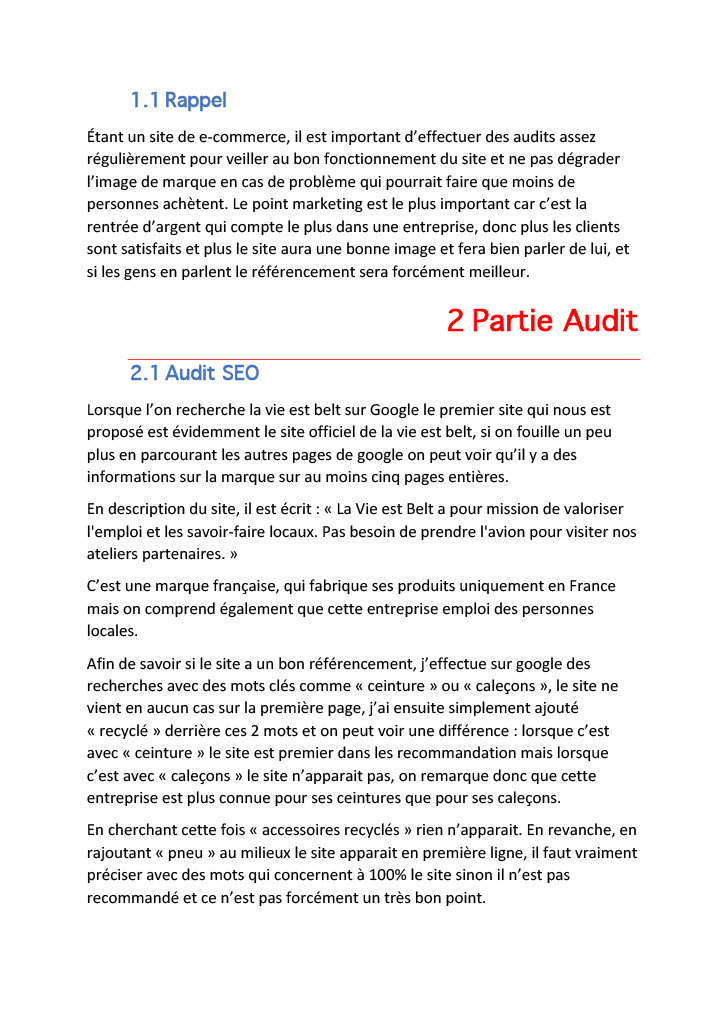 1.1 Rappel
Étant un site de e-commerce, il est important d’effectuer des audits assez
régulièrement pour veiller au bon fonctionnement du site et ne pas dégrader
l’image de marque en cas de problème qui pourrait faire que moins de
personnes achètent. Le point marketing est le plus important car c’est la
rentrée d’argent qui compte le plus dans une entreprise, donc plus les clients
sont satisfaits et plus le site aura une bonne image et fera bien parler de lui, et
si les gens en parlent le référencement sera forcément meilleur.
2 Partie Audit
2.1 Audit SEO
Lorsque l’on recherche la vie est belt sur Google le premier site qui nous est
proposé est évidemment le site officiel de la vie est belt, si on fouille un peu
plus en parcourant les autres pages de google on peut voir qu’il y a des
informations sur la marque sur au moins cinq pages entières.
En description du site, il est écrit : « La Vie est Belt a pour mission de valoriser
l'emploi et les savoir-faire locaux. Pas besoin de prendre l'avion pour visiter nos
ateliers partenaires. »
C’est une marque française, qui fabrique ses produits uniquement en France
mais on comprend également que cette entreprise emploi des personnes
locales.
Afin de savoir si le site a un bon référencement, j’effectue sur google des
recherches avec des mots clés comme « ceinture » ou « caleçons », le site ne
vient en aucun cas sur la première page, j’ai ensuite simplement ajouté
« recyclé » derrière ces 2 mots et on peut voir une différence : lorsque c’est
avec « ceinture » le site est premier dans les recommandation mais lorsque
c’est avec « caleçons » le site n’apparait pas, on remarque donc que cette
entreprise est plus connue pour ses ceintures que pour ses caleçons.
En cherchant cette fois « accessoires recyclés » rien n’apparait. En revanche, en
rajoutant « pneu » au milieu le site apparait en première ligne, il faut vraiment
préciser avec des mots qui concernent à 100% le site sinon il n’est pas
recommandé et ce n’est pas forcément un très bon point.